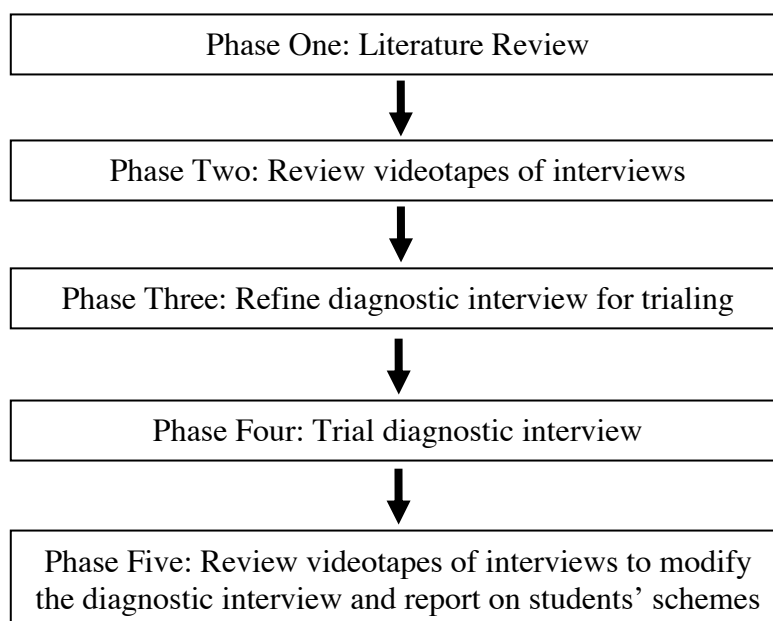 Phase One: Literature Review
Phase Two: Review videotapes of interviews
Phase Three: Refine diagnostic interview for trialing
Phase Four: Trial diagnostic interview
Phase Five: Review videotapes of interviews to modify
the diagnostic interview and report on students’ schemes